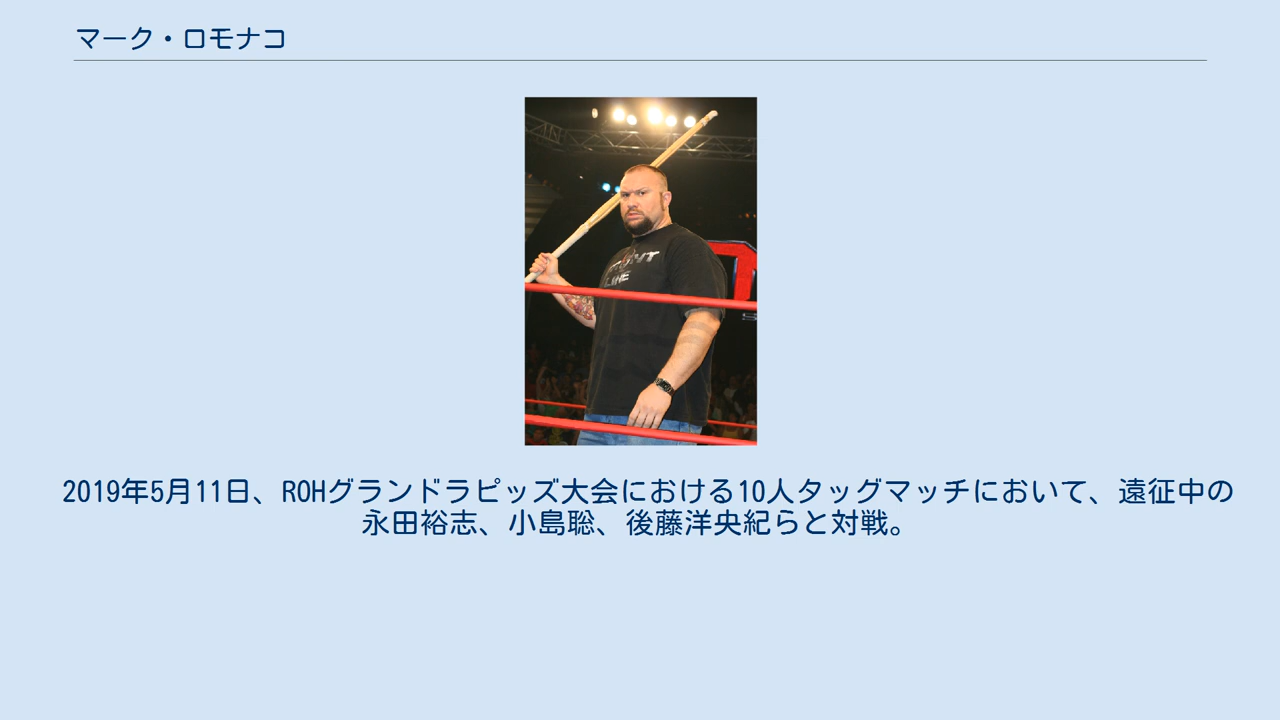 マーク・ロモナコ
2019年5月11日、ROHグランドラピッズ大会における10人タッグマッチにおいて、遠征中の
永田裕志、小島聡、後藤洋央紀らと対戦。